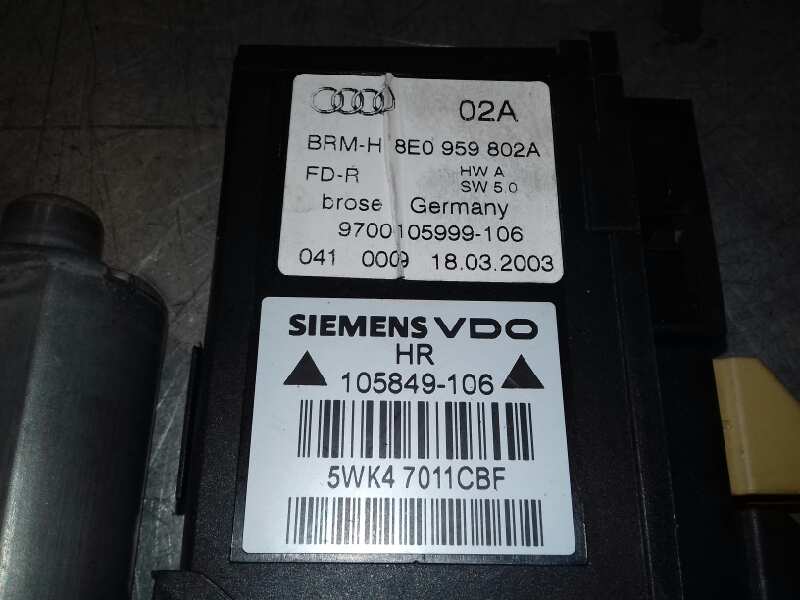 02A
BRM-H 8E0 959 802A
FD-R HW A
SW 5.0
brose Germany
9700105999-106
041 0009 18.03.2003
SIEMENS VDO
HR
105849-106
5WK4 7011CBF